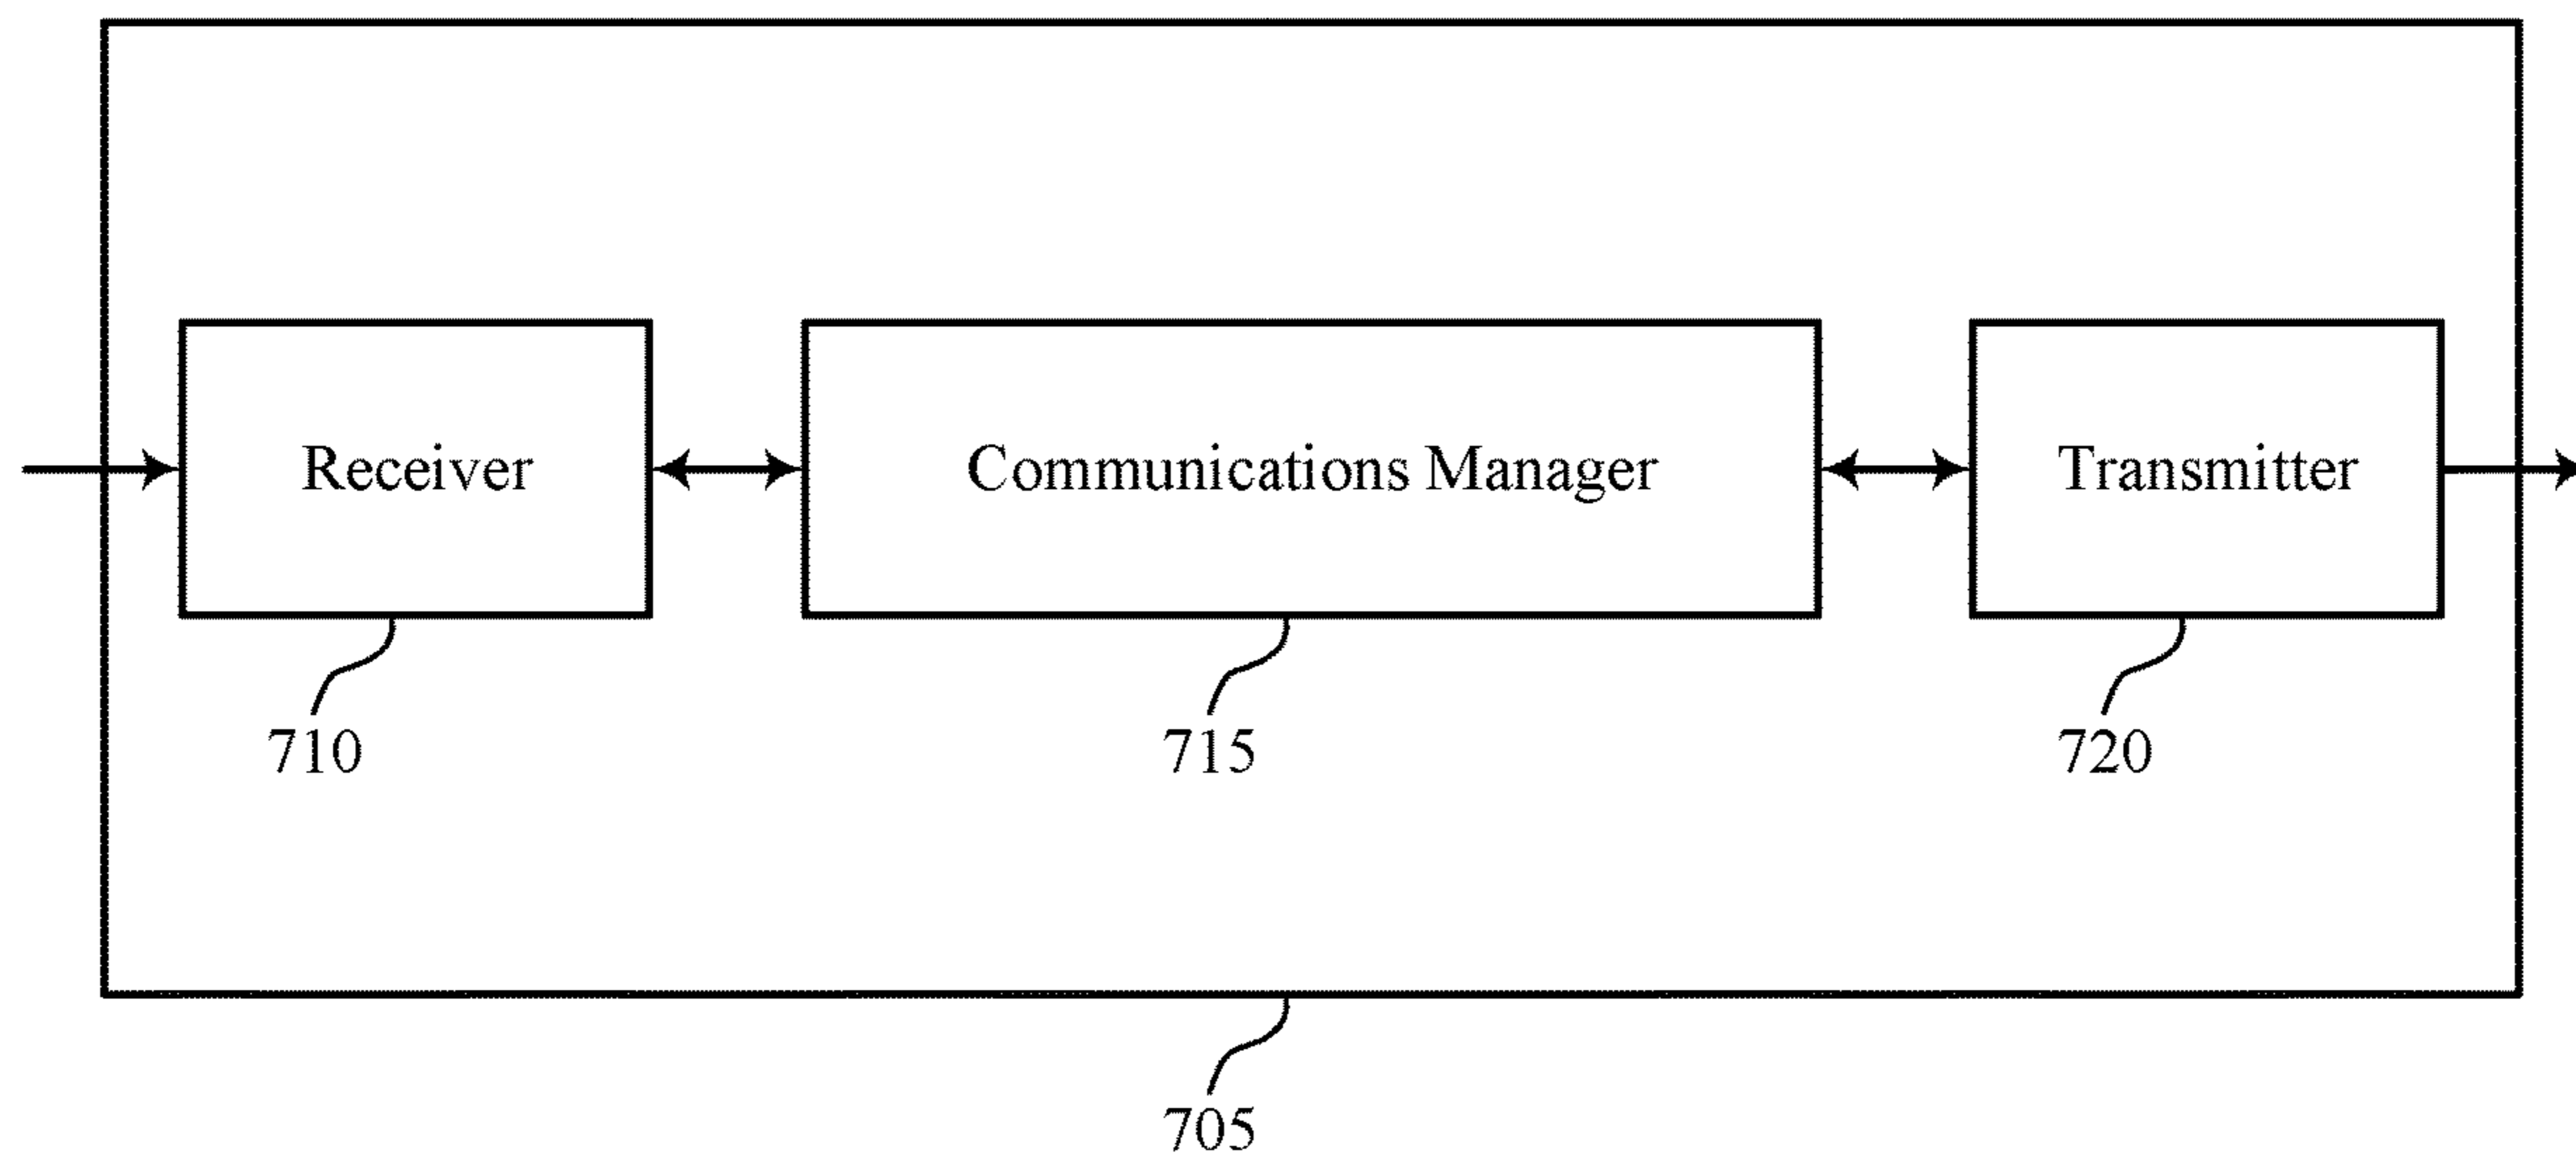 Receiver
Communications Manager
Transmitter
710
715
720
705